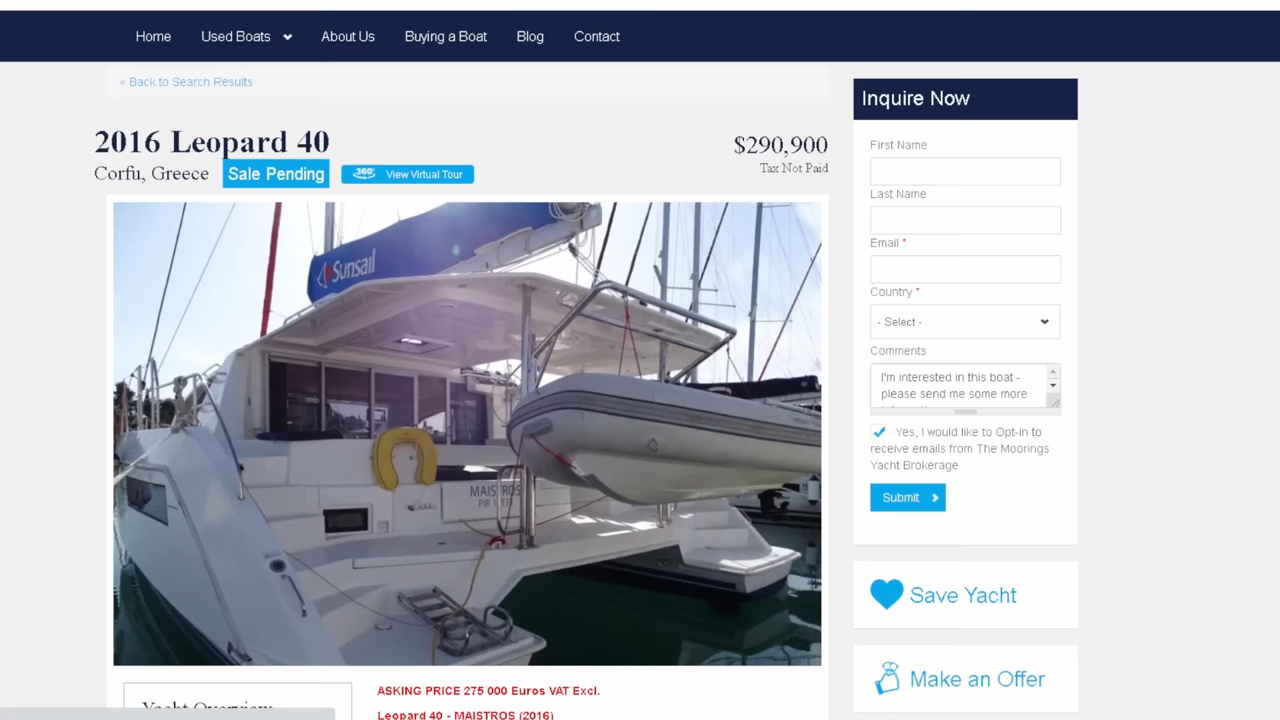 Home Used Boats About Us Buying a Boat Blog Contact
« Back to Search Results
2016 Leopard 40
$290,900
Corfu, Greece Sale Pending 360° View Virtual Tour
Tax Not Paid
Sunsail
MAISTROS
ASKING PRICE 275 000 Euros VAT Excl.
Yacht Overview
Leopard 40 - MAISTROS (2016)
Inquire Now
First Name
Last Name
Email *
Country *
- Select -
Comments
I'm interested in this boat -
please send me some more
Yes, I would like to Opt-in to
receive emails from The Moorings
Yacht Brokerage
Submit
Save Yacht
Make an Offer